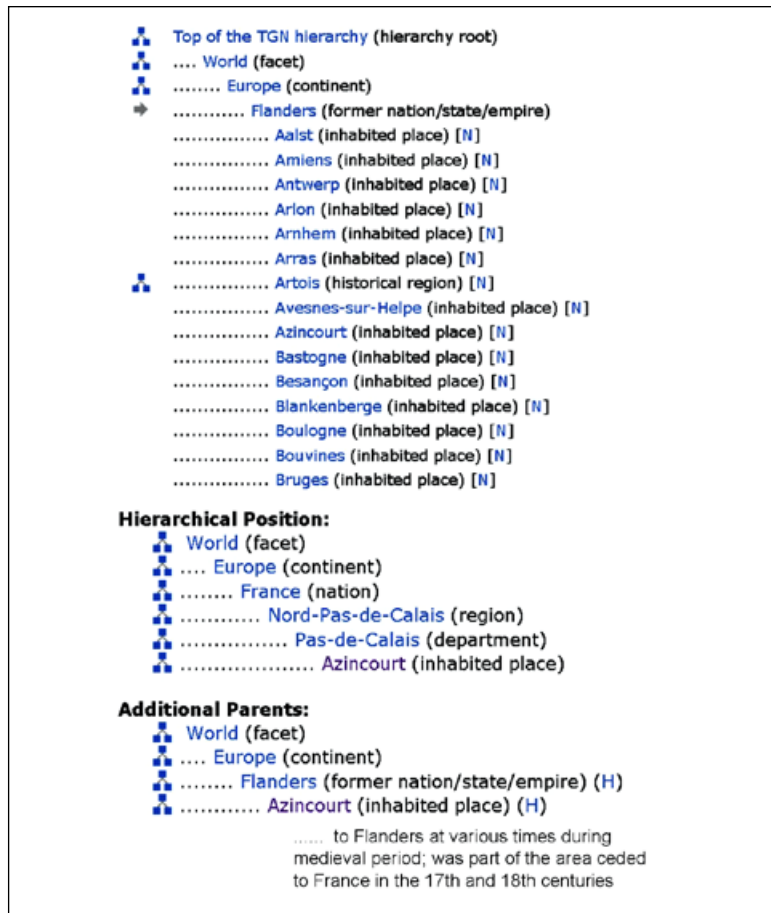 Top of the TGN hierarchy (hierarchy root)
.... World (facet)
........ Europe (continent)
............ Flanders (former nation/state/empire)
................ Aalst (inhabited place) [N]
................ Amiens (inhabited place) [N]
................ Antwerp (inhabited place) [N]
................ Arlon (inhabited place) [N]
................ Arnhem (inhabited place) [N]
................ Arras (inhabited place) [N]
................ Artois (historical region) [N]
................ Avesnes-sur-Helpe (inhabited place) [N]
................ Azincourt (inhabited place) [N]
................ Bastogne (inhabited place) [N]
................ Besançon (inhabited place) [N]
................ Blankenberge (inhabited place) [N]
................ Boulogne (inhabited place) [N]
................ Bouvines (inhabited place) [N]
................ Bruges (inhabited place) [N]
Hierarchical Position:
World (facet)
.... Europe (continent)
........ France (nation)
............ Nord-Pas-de-Calais (region)
................ Pas-de-Calais (department)
.................... Azincourt (inhabited place)
Additional Parents:
World (facet)
.... Europe (continent)
........ Flanders (former nation/state/empire) (H)
............ Azincourt (inhabited place) (H)
...... to Flanders at various times during
medieval period; was part of the area ceded
to France in the 17th and 18th centuries